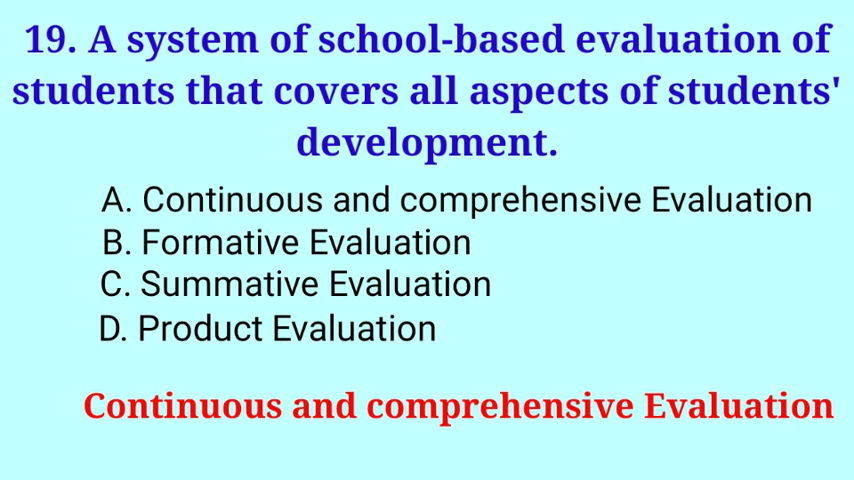 19. A system of school-based evaluation of
students that covers all aspects of students'
development.
A. Continuous and comprehensive Evaluation
B. Formative Evaluation
C. Summative Evaluation
D. Product Evaluation
Continuous and comprehensive Evaluation